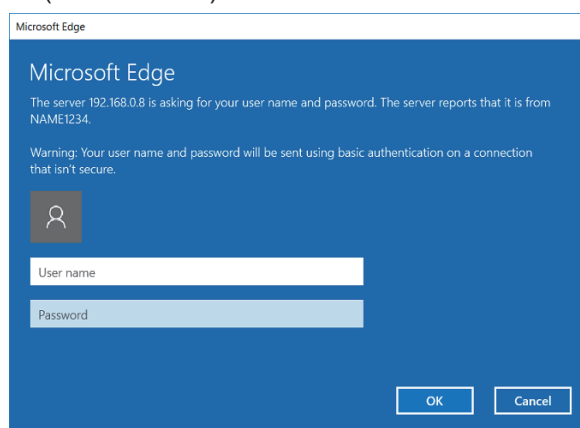 Microsoft Edge
Microsoft Edge
The server 192.168.0.8 is asking for your user name and password. The server reports that it is from
NAME1234.
Warning: Your user name and password will be sent using basic authentication on a connection
that isn't secure.
User name
Password
OK Cancel